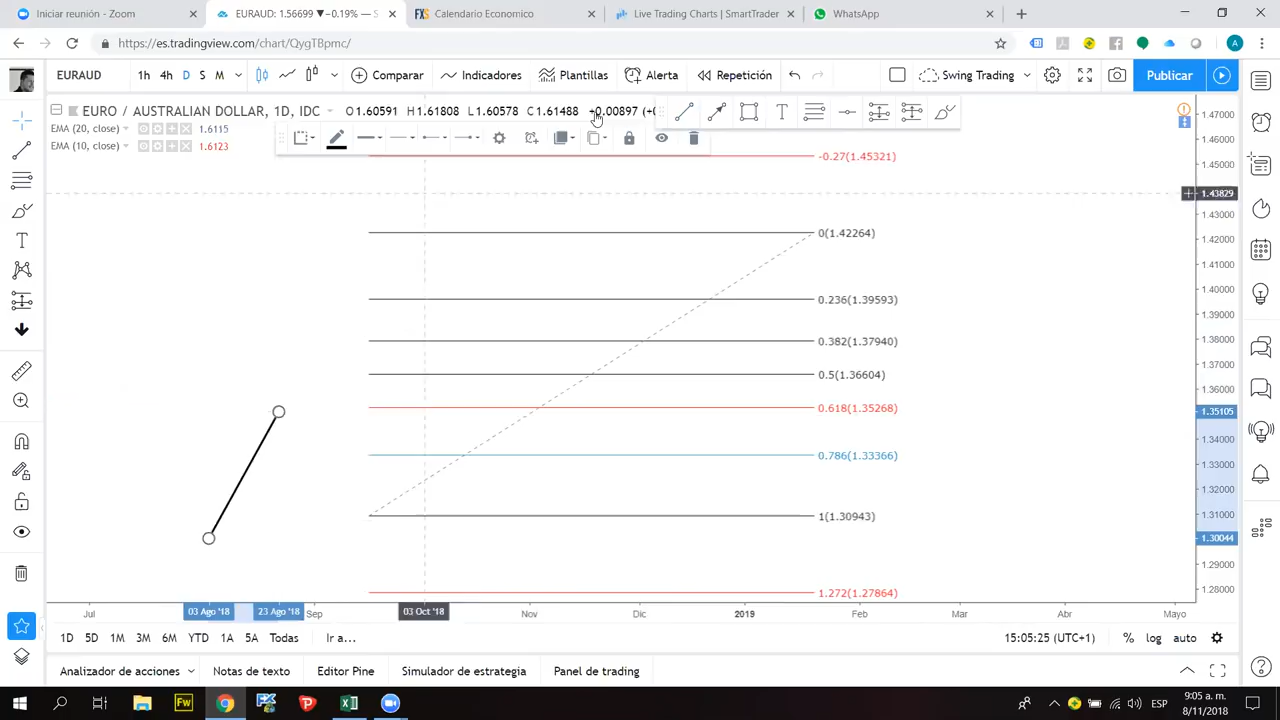 Iniciar reunión - Zoom
EURAUD: 1.56699 ▼−0.19% — S
Calendario Economico
Live Trading Charts | SmartTrader
WhatsApp
https://es.tradingview.com/chart/QygTBpmc/
EURAUD
1h 4h D S M
Comparar
Indicadores
Plantillas
Alerta
Repetición
Swing Trading
Publicar
EURO / AUSTRALIAN DOLLAR, 1D, IDC
O1.60591 H1.61808 L1.60578 C1.61488 +0.00897
EMA (20, close) 1.6115
EMA (10, close) 1.6123
-0.27(1.45321)
0(1.42264)
0.236(1.39593)
0.382(1.37940)
0.5(1.36604)
0.618(1.35268)
0.786(1.33366)
1(1.30943)
1.272(1.27864)
1.47000
1.45000
1.43829
1.43000
1.42000
1.41000
1.40000
1.39000
1.38000
1.37000
1.36000
1.35105
1.34000
1.33000
1.32000
1.31000
1.30044
1.29000
1.28000
Jul 03 Ago '18 23 Ago '18 Sep 03 Oct '18 Nov Dic 2019 Feb Mar Abr Mayo
1D 5D 1M 3M 6M YTD 1A 5A Todas Ir a...
15:05:25 (UTC+1) % log auto
Analizador de acciones Notas de texto Editor Pine Simulador de estrategia Panel de trading
ESP
9:05 a. m.
8/11/2018